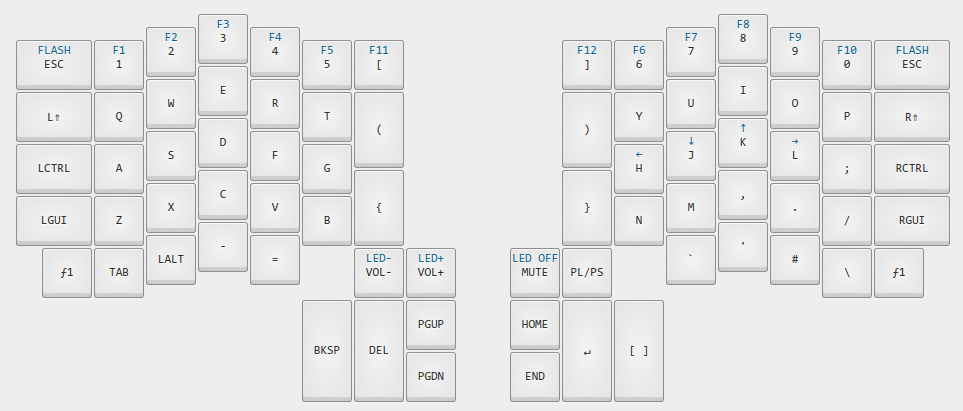 FLASH F1 F2 F3 F4 F5 F11 F12 F6 F7 F8 F9 F10 FLASH
ESC 1 2 3 4 5 [ ] 6 7 8 9 0 ESC
L⇑ Q W E R T ( ) Y U I O P R⇑
← ↓ ↑ →
LCTRL A S D F G H J K L ; RCTRL
LGUI Z X C V B { } N M , . / RGUI
LED- LED+ LED OFF
ƒ1 TAB LALT - = VOL- VOL+ MUTE PL/PS ` ' # \ ƒ1
PGUP HOME
BKSP DEL ↵ [ ]
PGDN END